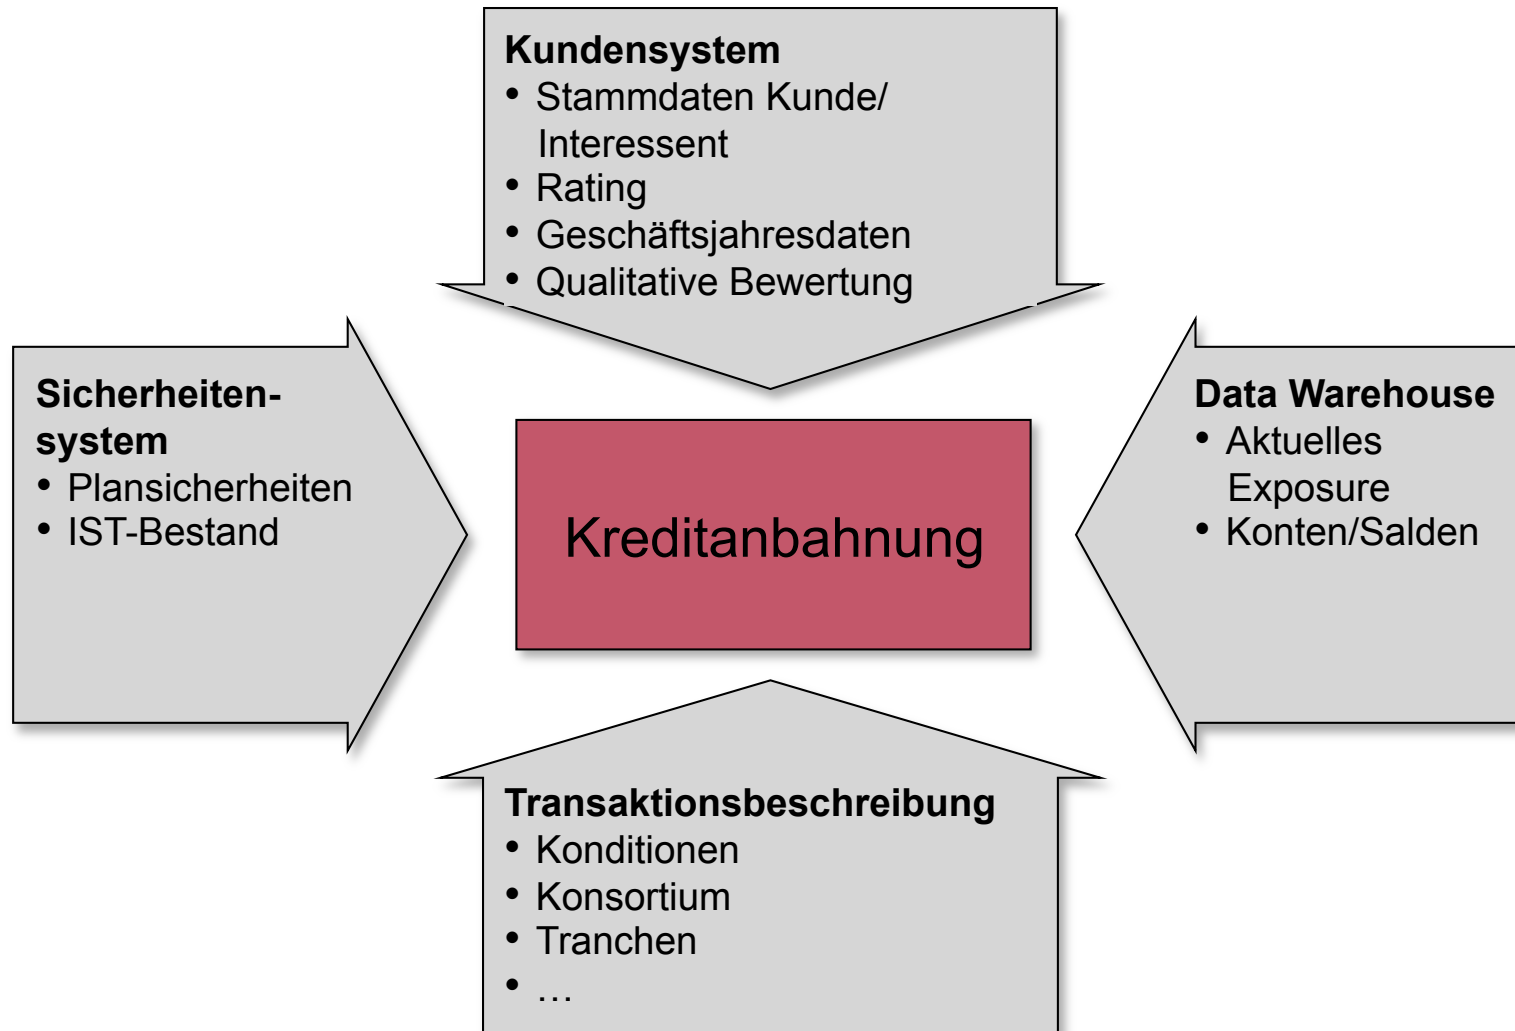 Kundensystem
• Stammdaten Kunde/
Interessent
• Rating
• Geschäftsjahresdaten
• Qualitative Bewertung
Sicherheiten-
system
• Plansicherheiten
• IST-Bestand
Kreditanbahnung
Data Warehouse
• Aktuelles
Exposure
• Konten/Salden
Transaktionsbeschreibung
• Konditionen
• Konsortium
• Tranchen
• …